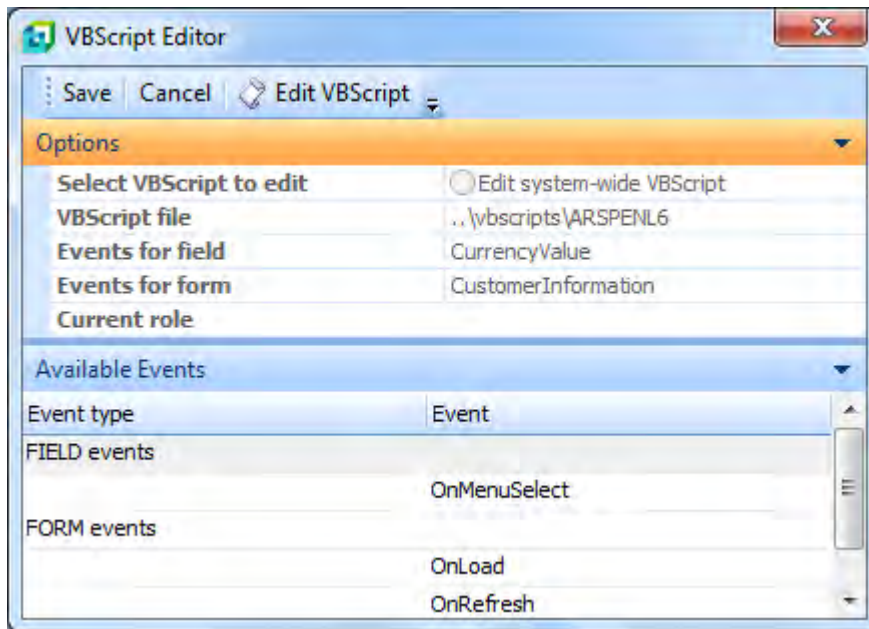 VBScript Editor
Save Cancel Edit VBScript
Options
Select VBScript to edit Edit system-wide VBScript
VBScript file ..\vbscripts\ARSPENL6
Events for field CurrencyValue
Events for form CustomerInformation
Current role
Available Events
Event type Event
FIELD events
OnMenuSelect
FORM events
OnLoad
OnRefresh